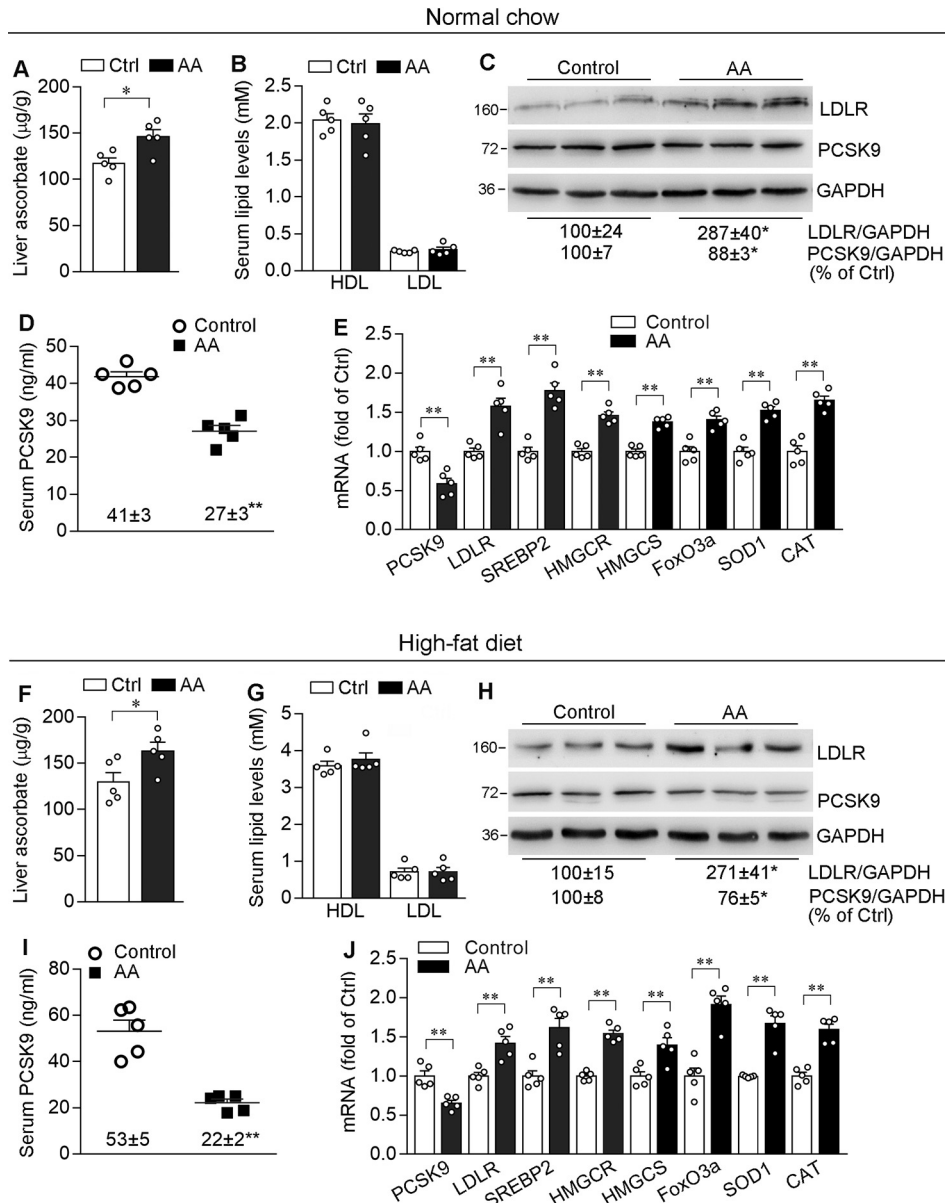 Normal chow
A
Ctrl AA
Liver ascorbate (µg/g)
200
150
100
50
0
*
B
Ctrl AA
Serum lipid levels (mM)
2.5
2.0
1.5
1.0
0.5
0.0
HDL LDL
C
Control AA
160 LDLR
72 PCSK9
36 GAPDH
100±24 287±40* LDLR/GAPDH
100±7 88±3* PCSK9/GAPDH
(% of Ctrl)
D
Control
AA
Serum PCSK9 (ng/ml)
50
40
30
20
10
0
41±3 27±3**
E
Control
AA
mRNA (fold of Ctrl)
2.5
2.0
1.5
1.0
0.5
0.0
** ** ** ** ** ** ** **
PCSK9 LDLR SREBP2 HMGCR HMGCS FoxO3a SOD1 CAT
High-fat diet
F
Ctrl AA
Liver ascorbate (µg/g)
200
150
100
50
0
*
G
Ctrl AA
Serum lipid levels (mM)
5
4
3
2
1
0
HDL LDL
H
Control AA
160 LDLR
72 PCSK9
36 GAPDH
100±15 271±41* LDLR/GAPDH
100±8 76±5* PCSK9/GAPDH
(% of Ctrl)
I
Control
AA
Serum PCSK9 (ng/ml)
80
60
40
20
0
53±5 22±2**
J
Control
AA
mRNA (fold of Ctrl)
2.5
2.0
1.5
1.0
0.5
0.0
** ** ** ** ** ** ** **
PCSK9 LDLR SREBP2 HMGCR HMGCS FoxO3a SOD1 CAT